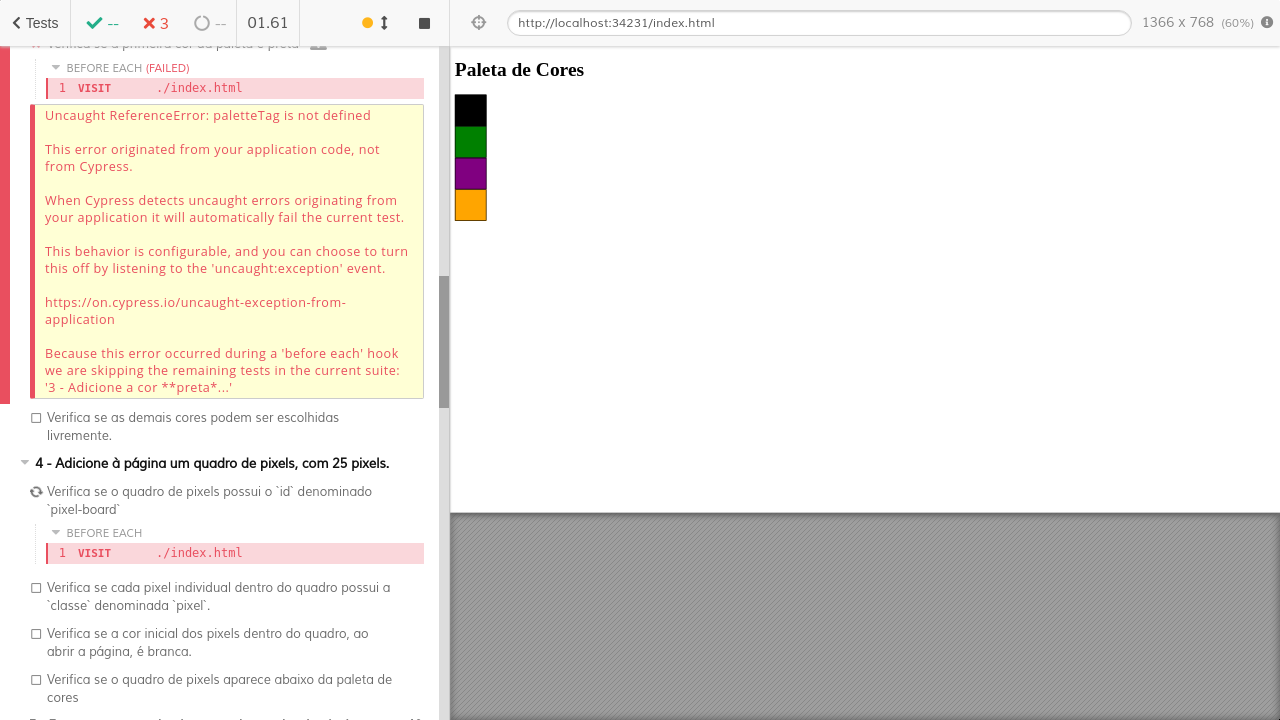 Tests
--
3
--
01.61
http://localhost:34231/index.html
1366 x 768 (60%)
Verifica se a primeira cor da paleta é preta
BEFORE EACH (FAILED)
1 VISIT ./index.html
Uncaught ReferenceError: paletteTag is not defined
This error originated from your application code, not
from Cypress.
When Cypress detects uncaught errors originating from
your application it will automatically fail the current test.
This behavior is configurable, and you can choose to turn
this off by listening to the 'uncaught:exception' event.
https://on.cypress.io/uncaught-exception-from-
application
Because this error occurred during a 'before each' hook
we are skipping the remaining tests in the current suite:
'3 - Adicione a cor **preta*...'
Verifica se as demais cores podem ser escolhidas
livremente.
4 - Adicione à página um quadro de pixels, com 25 pixels.
Verifica se o quadro de pixels possui o `id` denominado
`pixel-board`
BEFORE EACH
1 VISIT ./index.html
Verifica se cada pixel individual dentro do quadro possui a
`classe` denominada `pixel`.
Verifica se a cor inicial dos pixels dentro do quadro, ao
abrir a página, é branca.
Verifica se o quadro de pixels aparece abaixo da paleta de
cores
Paleta de Cores